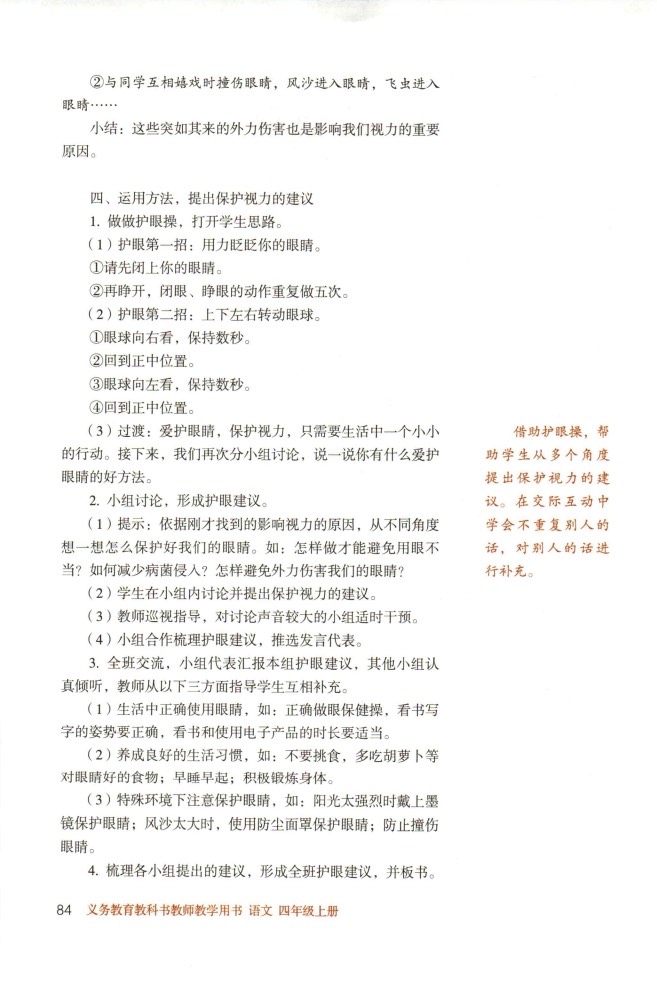 ②与同学互相嬉戏时撞伤眼睛，风沙进入眼睛，飞虫进入
眼睛……
小结：这些突如其来的外力伤害也是影响我们视力的重要
原因。
四、运用方法，提出保护视力的建议
1. 做做护眼操，打开学生思路。
（1）护眼第一招：用力眨眨你的眼睛。
①请先闭上你的眼睛。
②再睁开，闭眼、睁眼的动作重复做五次。
（2）护眼第二招：上下左右转动眼球。
①眼球向右看，保持数秒。
②回到正中位置。
③眼球向左看，保持数秒。
④回到正中位置。
（3）过渡：爱护眼睛，保护视力，只需要生活中一个小小
的行动。接下来，我们再次分小组讨论，说一说你有什么爱护
眼睛的好方法。
2. 小组讨论，形成护眼建议。
（1）提示：依据刚才找到的影响视力的原因，从不同角度
想一想怎么保护好我们的眼睛。如：怎样做才能避免用眼不
当？如何减少病菌侵入？怎样避免外力伤害我们的眼睛？
（2）学生在小组内讨论并提出保护视力的建议。
（3）教师巡视指导，对讨论声音较大的小组适时干预。
（4）小组合作梳理护眼建议，推选发言代表。
3. 全班交流，小组代表汇报本组护眼建议，其他小组认
真倾听，教师从以下三方面指导学生互相补充。
（1）生活中正确使用眼睛，如：正确做眼保健操，看书写
字的姿势要正确，看书和使用电子产品的时长要适当。
（2）养成良好的生活习惯，如：不要挑食，多吃胡萝卜等
对眼睛好的食物；早睡早起；积极锻炼身体。
（3）特殊环境下注意保护眼睛，如：阳光太强烈时戴上墨
镜保护眼睛；风沙太大时，使用防尘面罩保护眼睛；防止撞伤
眼睛。
4. 梳理各小组提出的建议，形成全班护眼建议，并板书。
借助护眼操，帮
助学生从多个角度
提出保护视力的建
议。在交际互动中
学会不重复别人的
话，对别人的话进
行补充。
84 义务教育教科书教师教学用书 语文 四年级上册